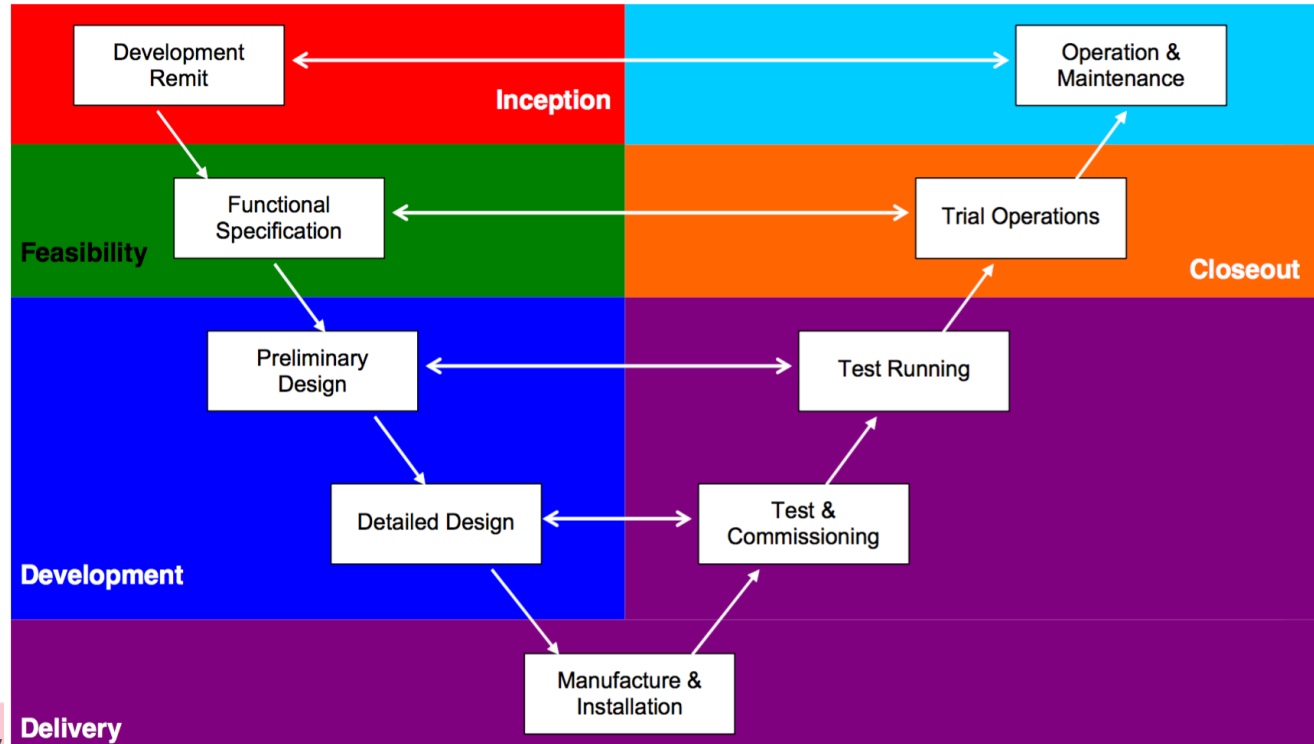 Development
Remit
Operation &
Maintenance
Inception
Functional
Specification
Trial Operations
Feasibility
Closeout
Preliminary
Design
Test Running
Detailed Design
Test &
Commissioning
Development
Manufacture &
Installation
Delivery